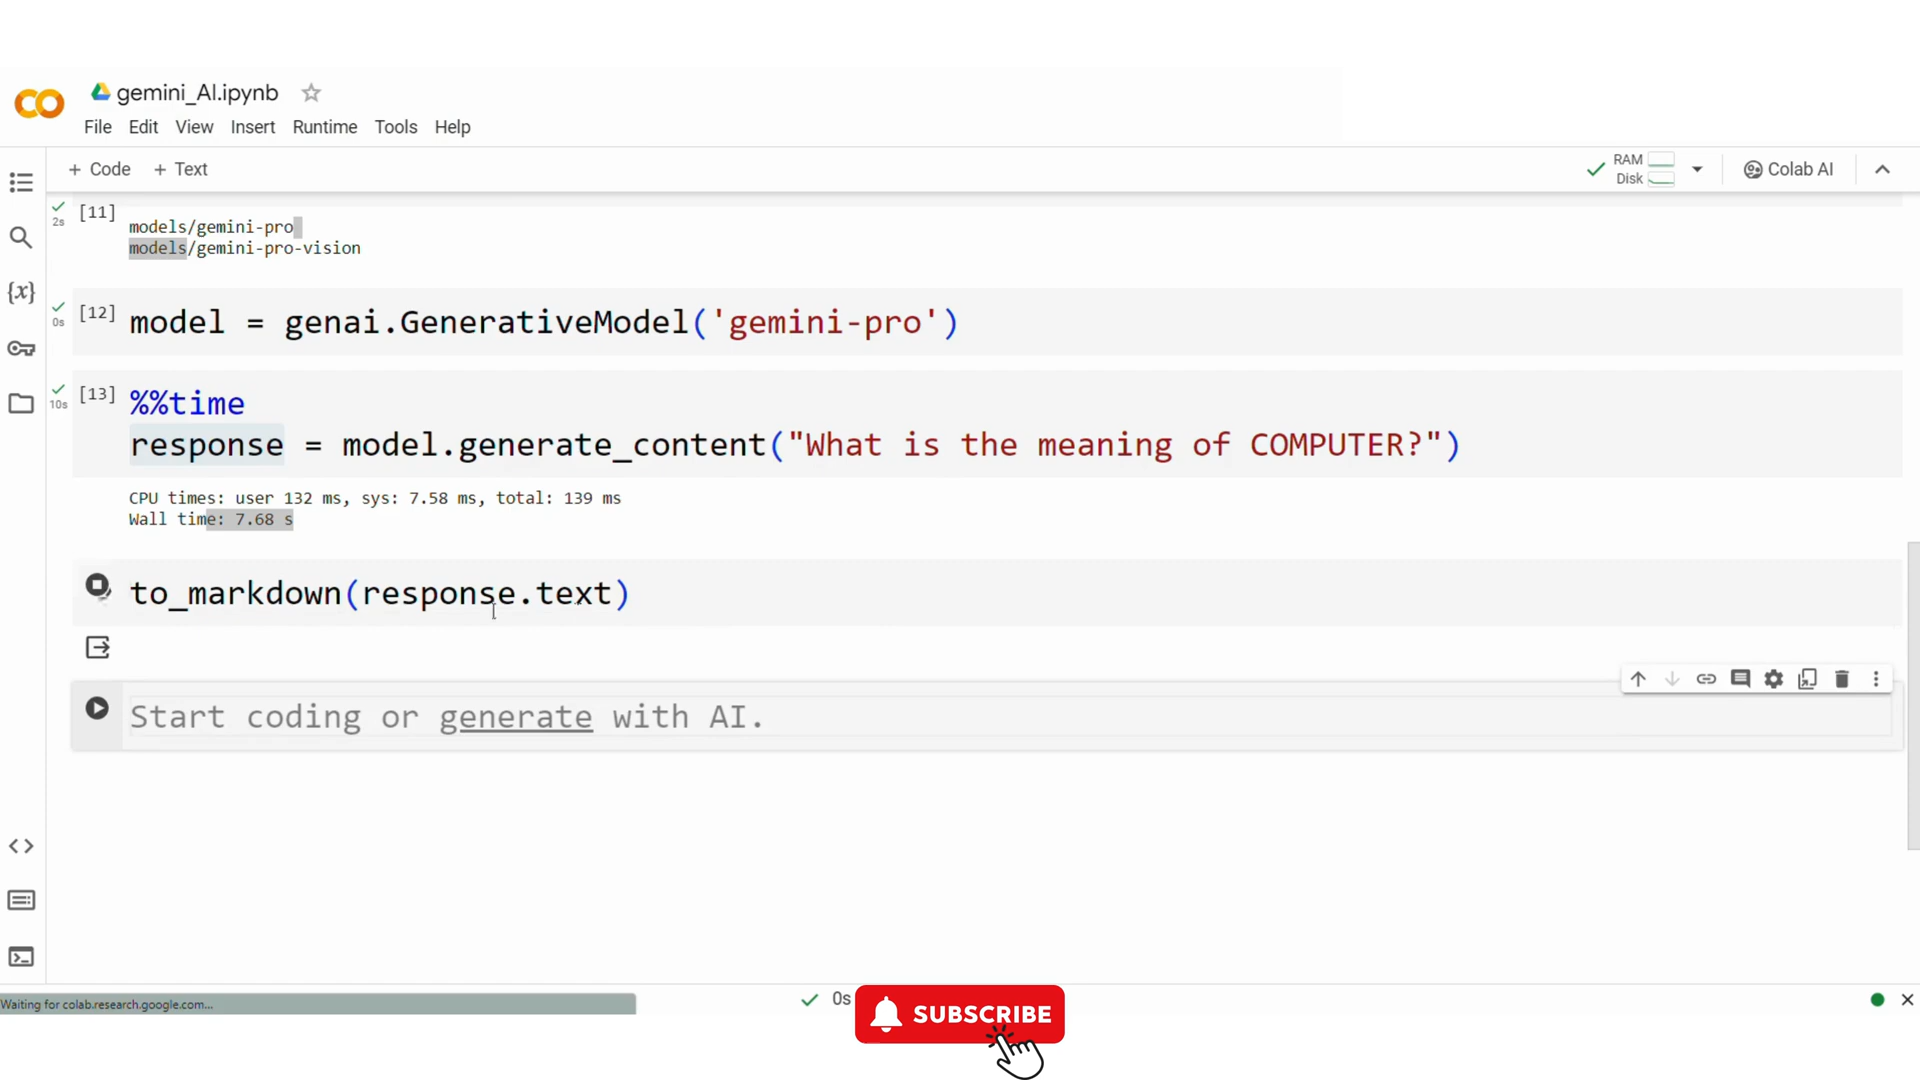 gemini_AI.ipynb
File Edit View Insert Runtime Tools Help
+ Code + Text
RAM
Disk
Colab AI
2s
[11]
models/gemini-pro
models/gemini-pro-vision
0s
[12] model = genai.GenerativeModel('gemini-pro')
10s
[13] %%time
response = model.generate_content("What is the meaning of COMPUTER?")
CPU times: user 132 ms, sys: 7.58 ms, total: 139 ms
Wall time: 7.68 s
to_markdown(response.text)
Start coding or generate with AI.
Waiting for colab.research.google.com...
0s
SUBSCRIBE